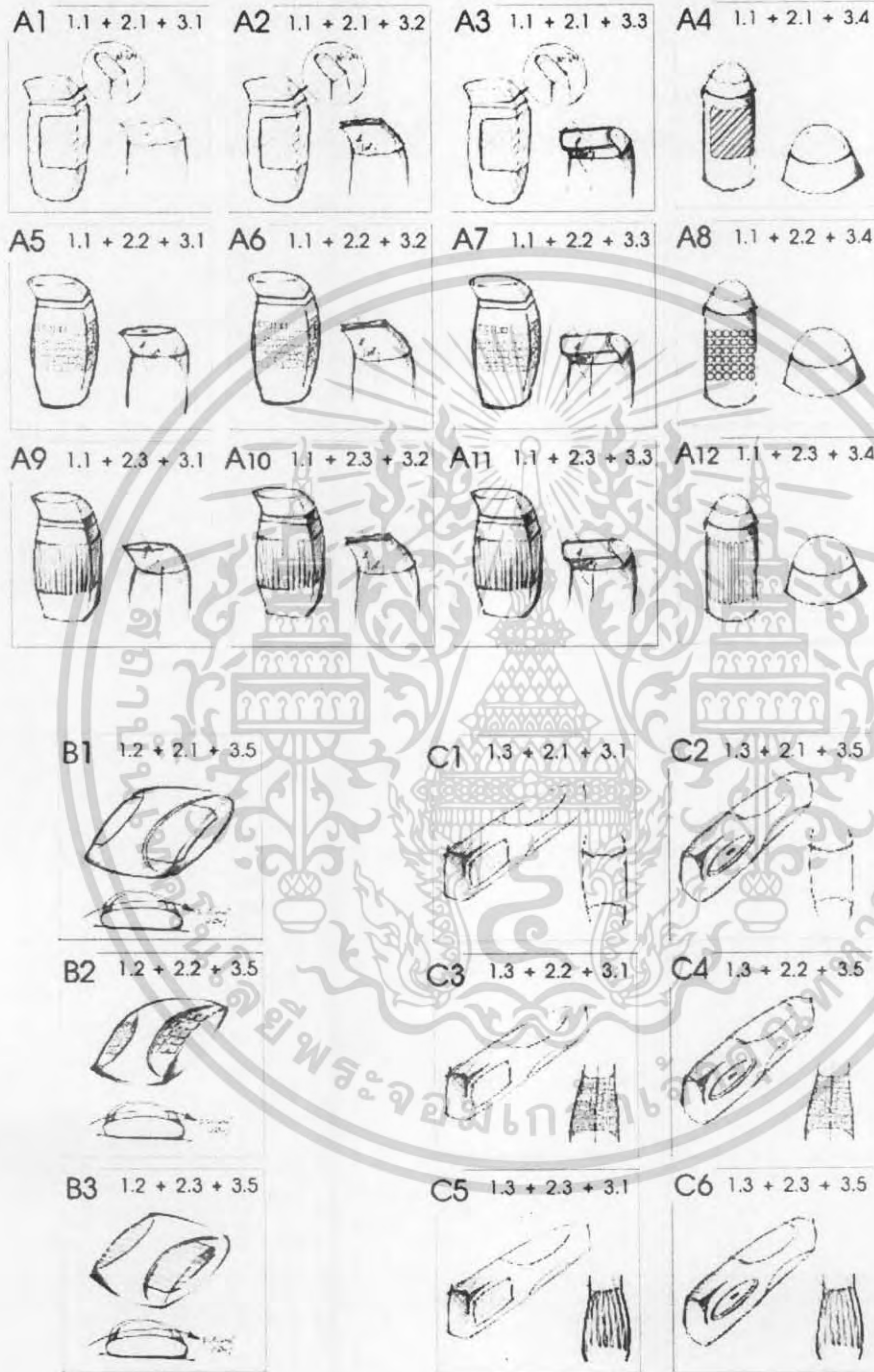 A1 1.1 + 2.1 + 3.1
A2 1.1 + 2.1 + 3.2
A3 1.1 + 2.1 + 3.3
A4 1.1 + 2.1 + 3.4
A5 1.1 + 2.2 + 3.1
A6 1.1 + 2.2 + 3.2
A7 1.1 + 2.2 + 3.3
A8 1.1 + 2.2 + 3.4
A9 1.1 + 2.3 + 3.1
A10 1.1 + 2.3 + 3.2
A11 1.1 + 2.3 + 3.3
A12 1.1 + 2.3 + 3.4
B1 1.2 + 2.1 + 3.5
C1 1.3 + 2.1 + 3.1
C2 1.3 + 2.1 + 3.5
B2 1.2 + 2.2 + 3.5
C3 1.3 + 2.2 + 3.1
C4 1.3 + 2.2 + 3.5
B3 1.2 + 2.3 + 3.5
C5 1.3 + 2.3 + 3.1
C6 1.3 + 2.3 + 3.5